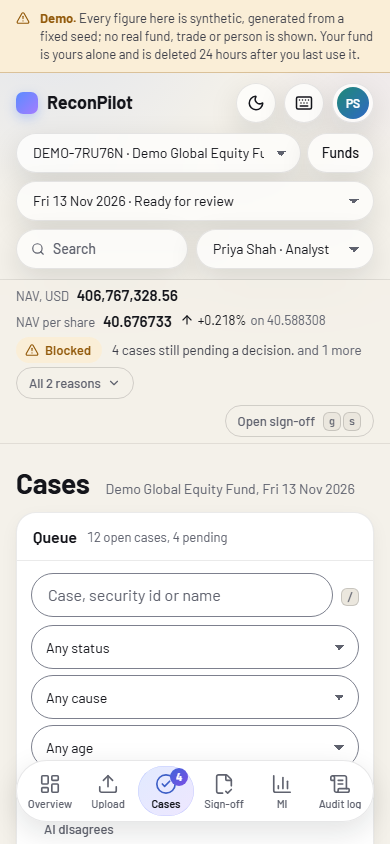 Demo. Every figure here is synthetic, generated from a
fixed seed; no real fund, trade or person is shown. Your fund
is yours alone and is deleted 24 hours after you last use it.
ReconPilot
PS
DEMO-7RU76N · Demo Global Equity Fu
Funds
Fri 13 Nov 2026 · Ready for review
Search
Priya Shah · Analyst
NAV, USD 406,767,328.56
NAV per share 40.676733 ↑ +0.218% on 40.588308
Blocked 4 cases still pending a decision. and 1 more
All 2 reasons
Open sign-off g s
Cases Demo Global Equity Fund, Fri 13 Nov 2026
Queue 12 open cases, 4 pending
Case, security id or name /
Any status
Any cause
Any age
4
Overview Upload Cases Sign-off MI Audit log
AI disagrees